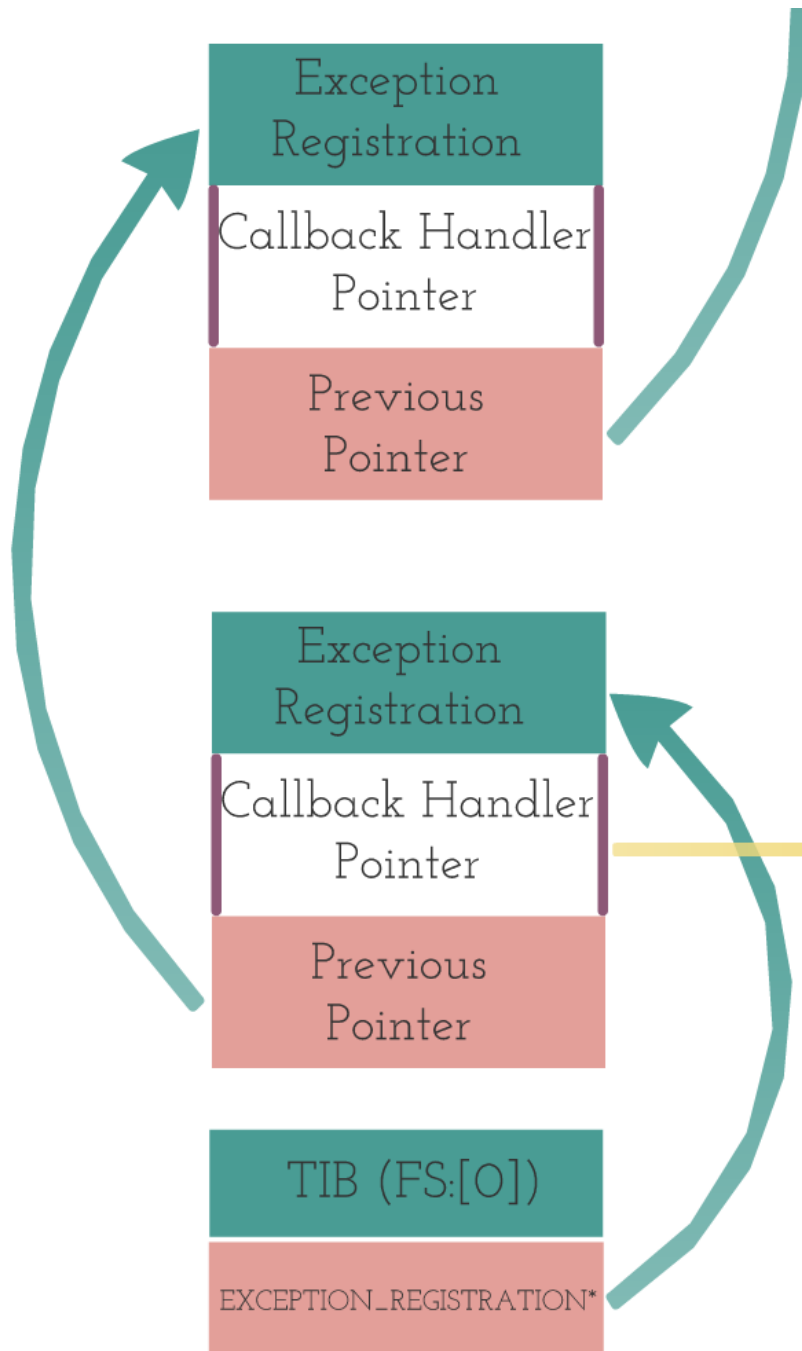 Exception
Registration
Callback Handler
Pointer
Previous
Pointer
Exception
Registration
Callback Handler
Pointer
Previous
Pointer
TIB (FS:[0])
EXCEPTION_REGISTRATION*